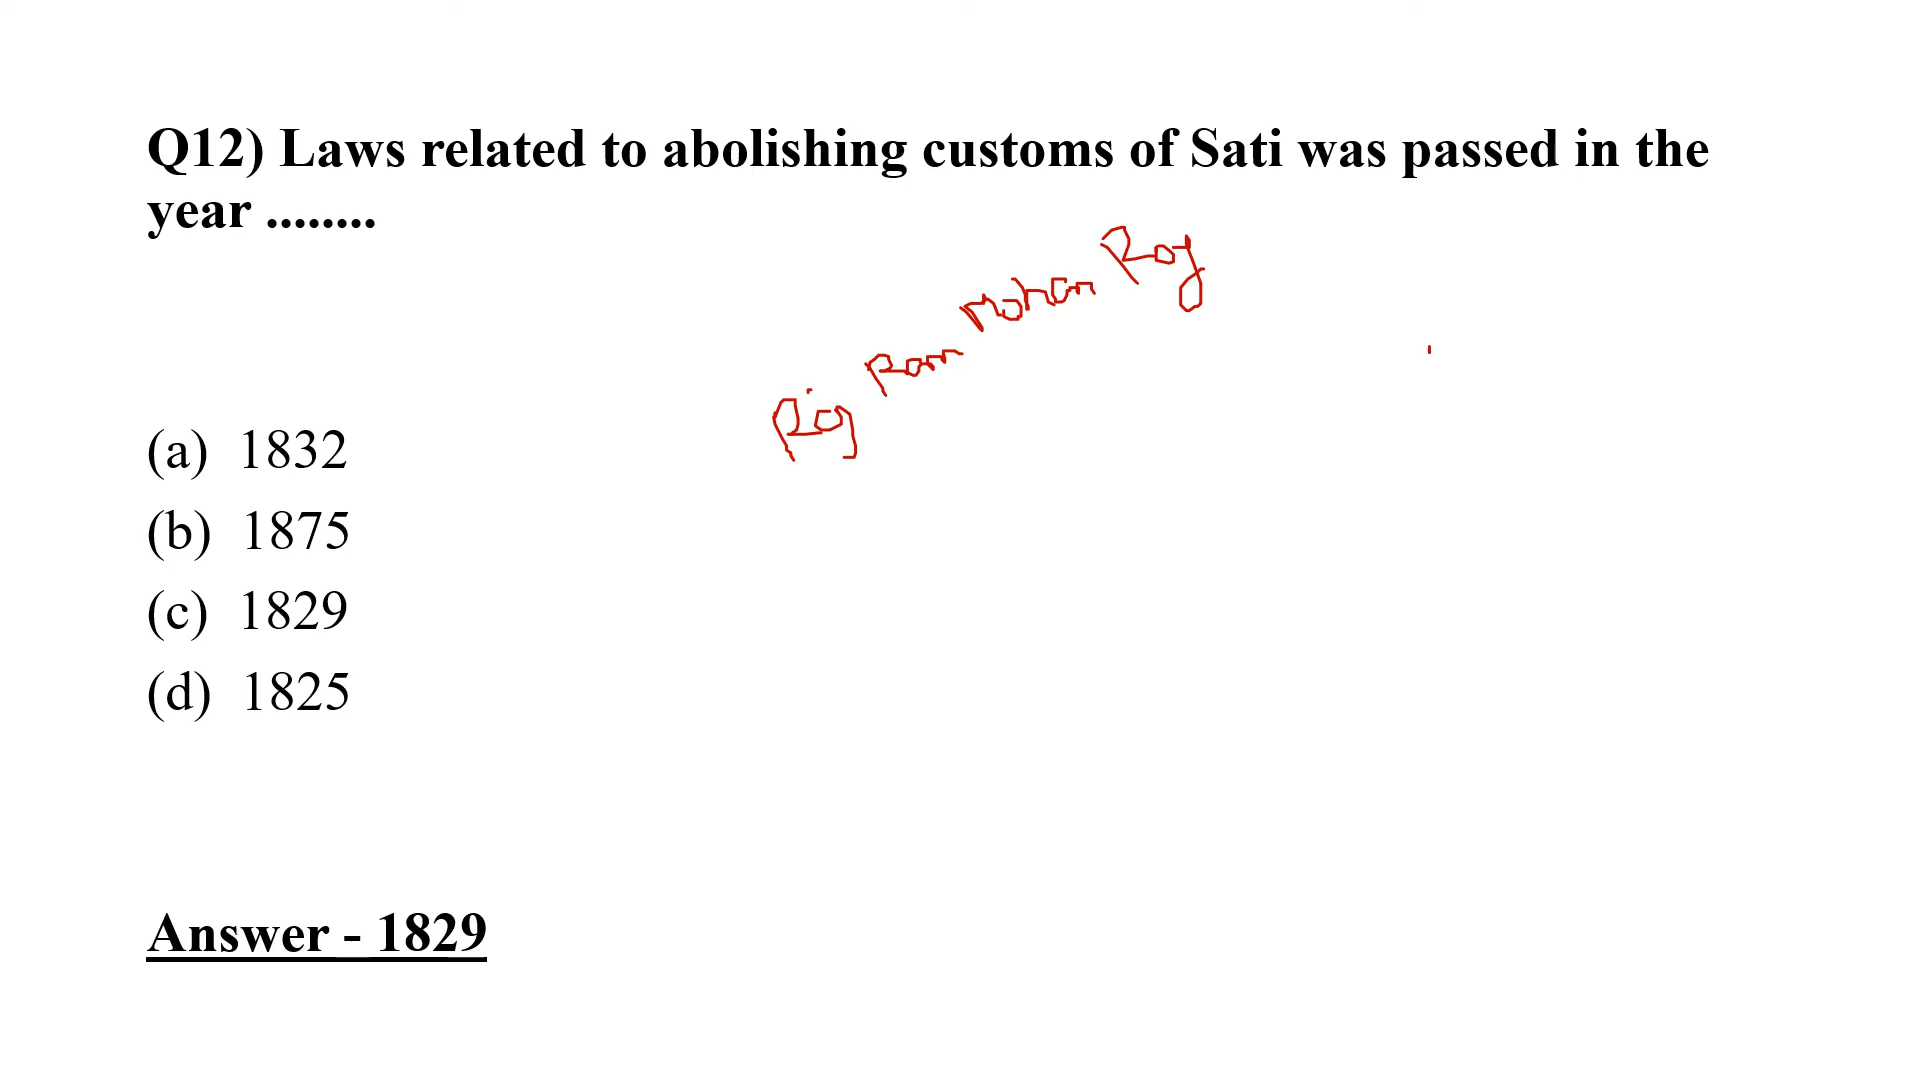 Q12) Laws related to abolishing customs of Sati was passed in the
year ........
Ram Mohan Roy
(a) 1832
(b) 1875
(c) 1829
(d) 1825
Answer - 1829